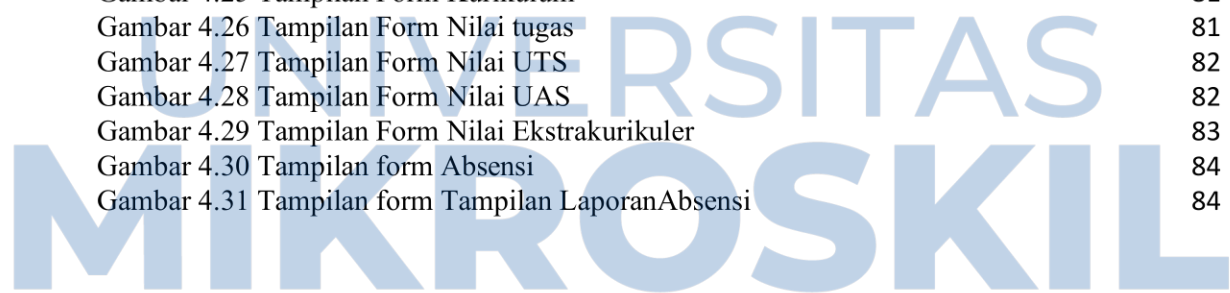 Gambar 4.26 Tampilan Form Nilai tugas 81
Gambar 4.27 Tampilan Form Nilai UTS 82
Gambar 4.28 Tampilan Form Nilai UAS 82
Gambar 4.29 Tampilan Form Nilai Ekstrakurikuler 83
Gambar 4.30 Tampilan form Absensi 84
Gambar 4.31 Tampilan form Tampilan LaporanAbsensi 84
UNIVERSITAS
MIKROSKIL